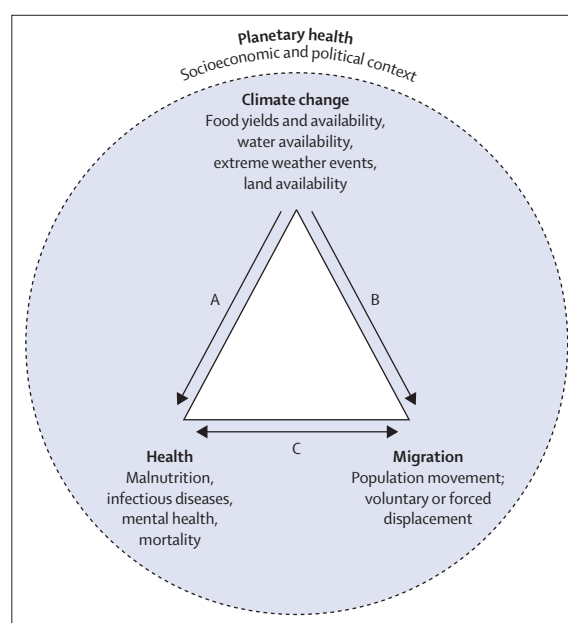 Planetary health
Socioeconomic and political context
Climate change
Food yields and availability,
water availability,
extreme weather events,
land availability
A
B
C
Health
Malnutrition,
infectious diseases,
mental health,
mortality
Migration
Population movement;
voluntary or forced
displacement